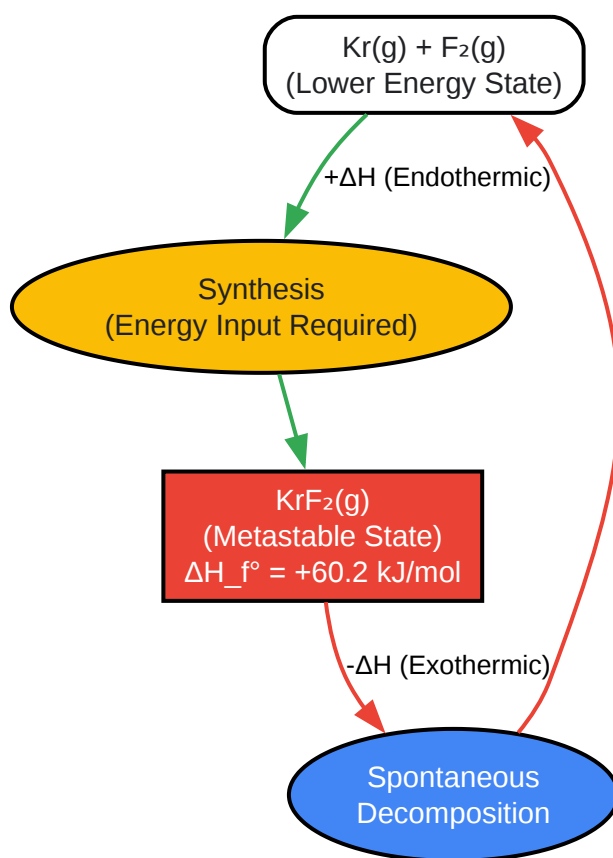 Kr(g) + F₂(g)
(Lower Energy State)
+ΔH (Endothermic)
Synthesis
(Energy Input Required)
KrF₂(g)
(Metastable State)
ΔH_f° = +60.2 kJ/mol
-ΔH (Exothermic)
Spontaneous
Decomposition